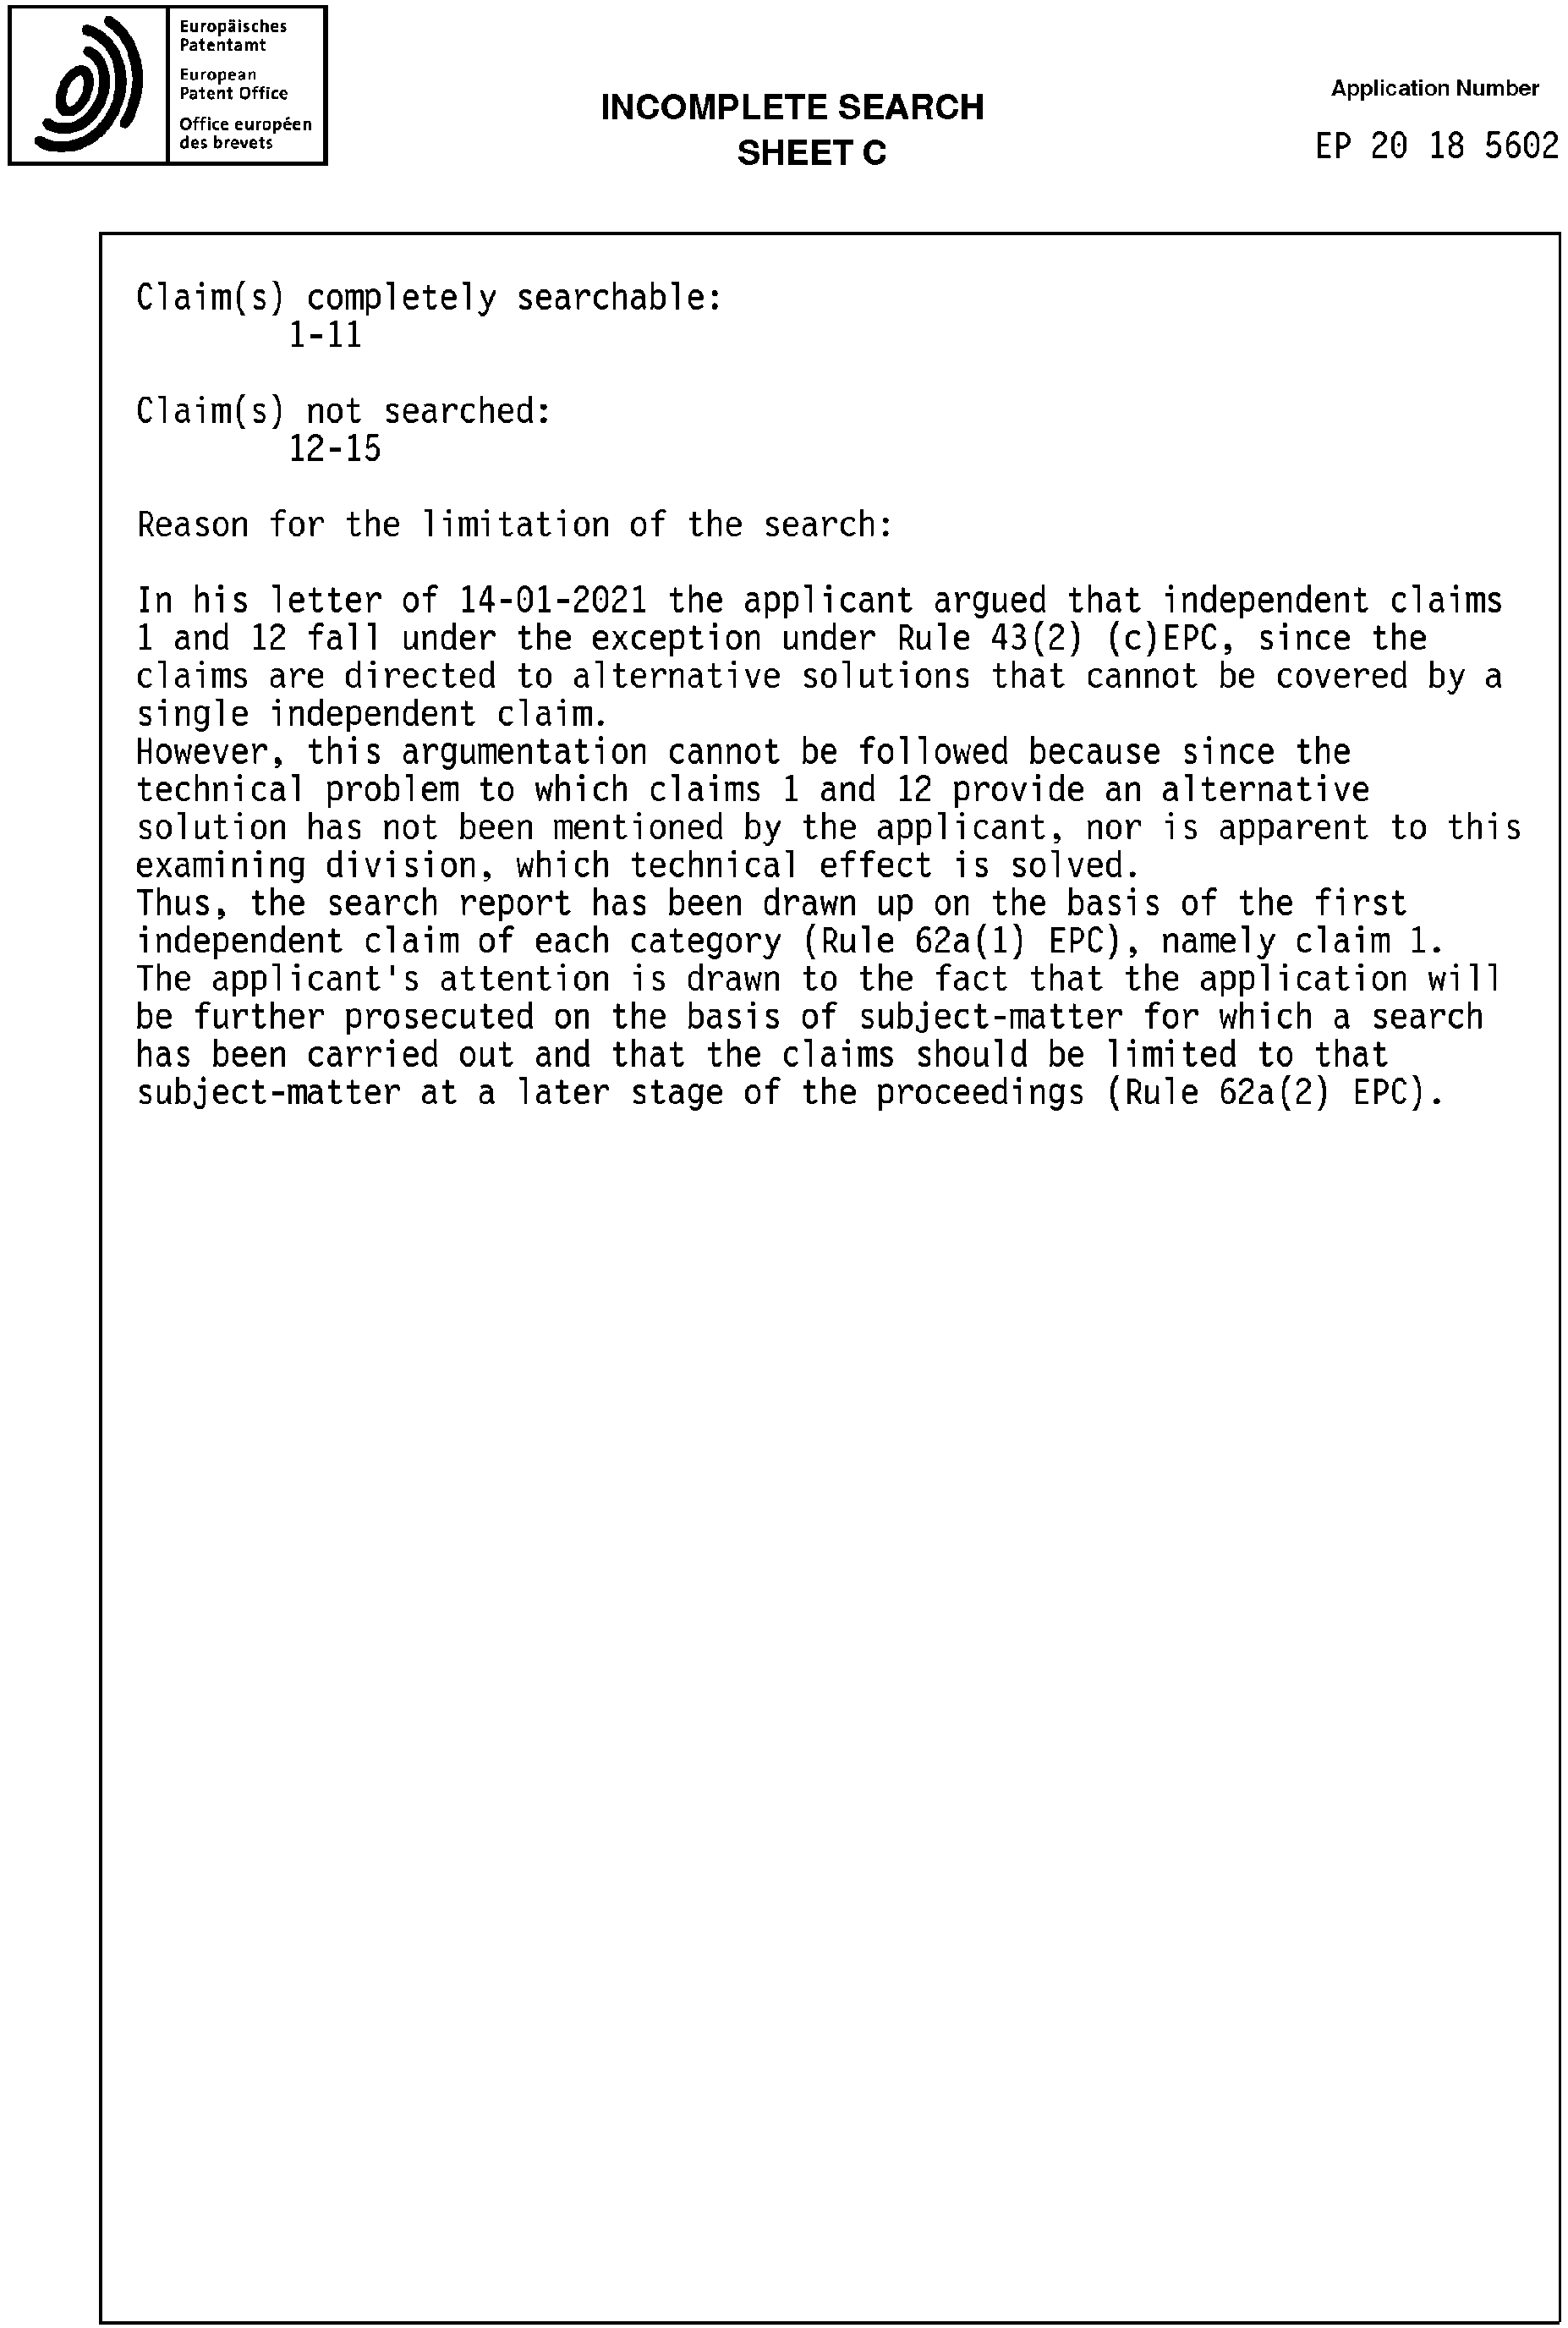 Europäisches
Patentamt
European
Patent Office
Office européen
des brevets
INCOMPLETE SEARCH
SHEET C
Application Number
EP 20 18 5602
Claim(s) completely searchable:
1-11
Claim(s) not searched:
12-15
Reason for the limitation of the search:
In his letter of 14-01-2021 the applicant argued that independent claims
1 and 12 fall under the exception under Rule 43(2) (c)EPC, since the
claims are directed to alternative solutions that cannot be covered by a
single independent claim.
However, this argumentation cannot be followed because since the
technical problem to which claims 1 and 12 provide an alternative
solution has not been mentioned by the applicant, nor is apparent to this
examining division, which technical effect is solved.
Thus, the search report has been drawn up on the basis of the first
independent claim of each category (Rule 62a(1) EPC), namely claim 1.
The applicant's attention is drawn to the fact that the application will
be further prosecuted on the basis of subject-matter for which a search
has been carried out and that the claims should be limited to that
subject-matter at a later stage of the proceedings (Rule 62a(2) EPC).